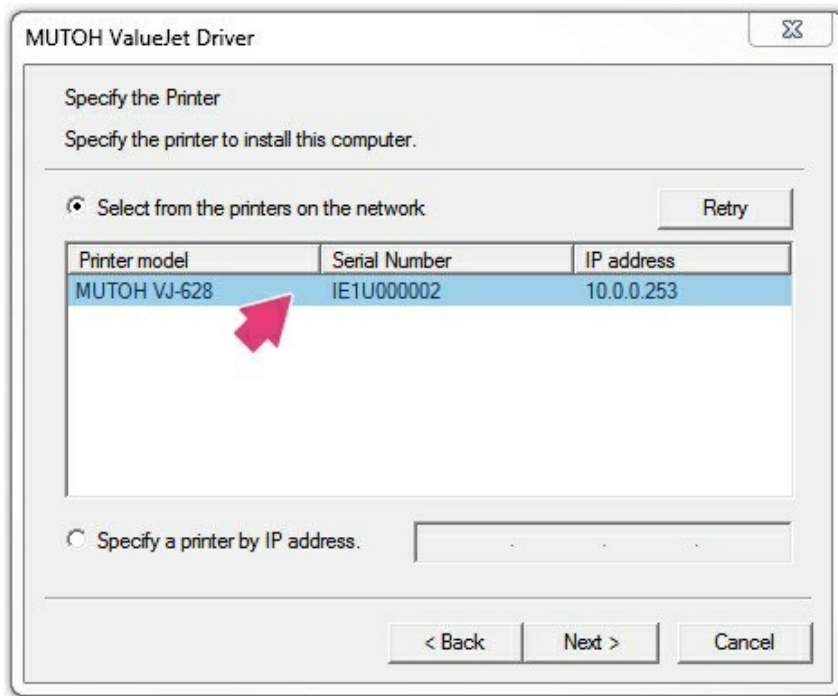 MUTOH ValueJet Driver
Specify the Printer
Specify the printer to install this computer.
Select from the printers on the network
Retry
Printer model Serial Number IP address
MUTOH VJ-628 IE1U000002 10.0.0.253
Specify a printer by IP address.
. . .
< Back Next > Cancel